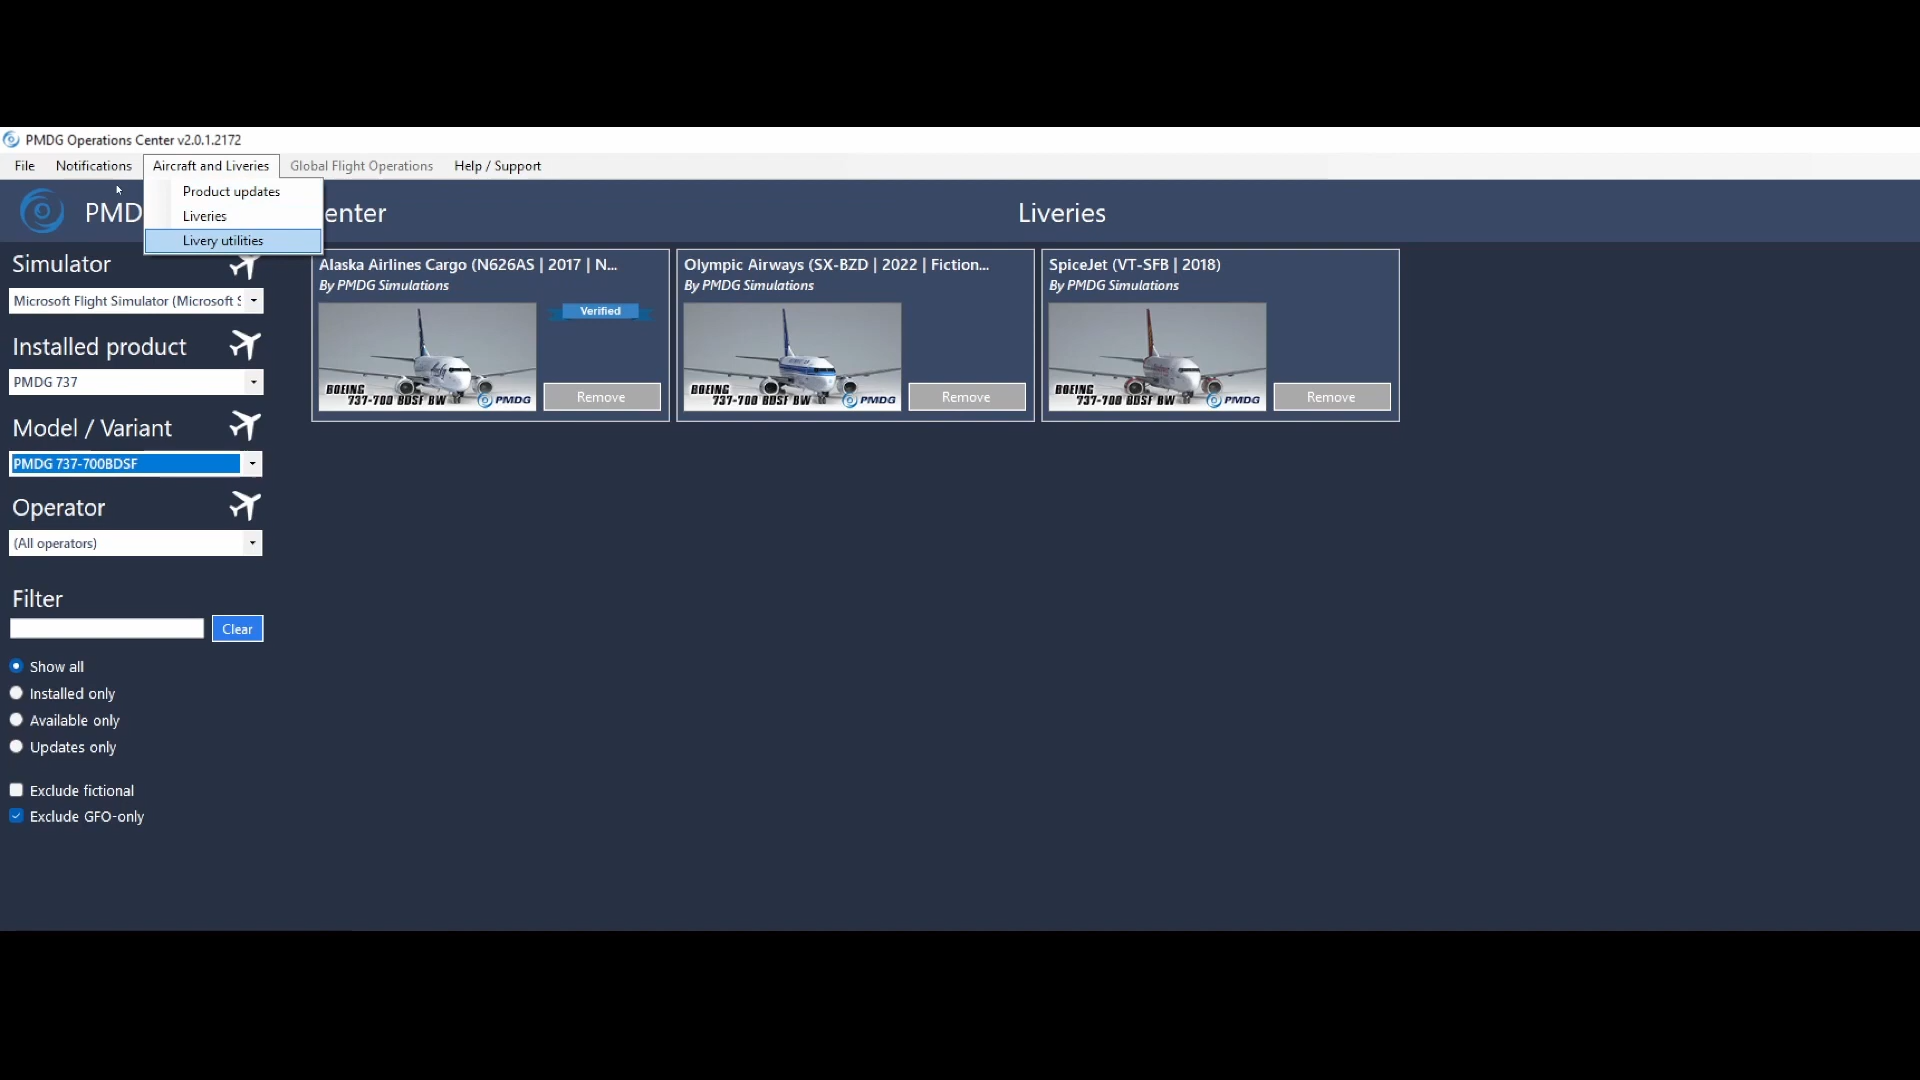 PMDG Operations Center v2.0.1.2172
File Notifications Aircraft and Liveries Global Flight Operations Help / Support
Product updates
Liveries
Livery utilities
PMD
enter
Liveries
Simulator
Microsoft Flight Simulator (Microsoft S
Installed product
PMDG 737
Model / Variant
PMDG 737-700BDSF
Operator
(All operators)
Filter
Clear
Show all
Installed only
Available only
Updates only
Exclude fictional
Exclude GFO-only
Alaska Airlines Cargo (N626AS | 2017 | N...
By PMDG Simulations
Verified
BOEING
737-700 BDSF BW
PMDG
Remove
Olympic Airways (SX-BZD | 2022 | Fiction...
By PMDG Simulations
BOEING
737-700 BDSF BW
PMDG
Remove
SpiceJet (VT-SFB | 2018)
By PMDG Simulations
BOEING
737-700 BDSF BW
PMDG
Remove